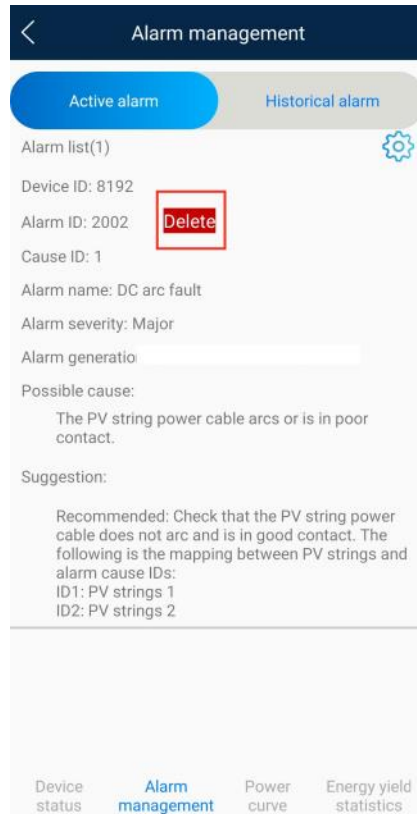 Alarm management
Active alarm
Historical alarm
Alarm list(1)
Device ID: 8192
Alarm ID: 2002 Delete
Cause ID: 1
Alarm name: DC arc fault
Alarm severity: Major
Alarm generatio
Possible cause:
The PV string power cable arcs or is in poor
contact.
Suggestion:
Recommended: Check that the PV string power
cable does not arc and is in good contact. The
following is the mapping between PV strings and
alarm cause IDs:
ID1: PV strings 1
ID2: PV strings 2
Device status
Alarm management
Power curve
Energy yield statistics